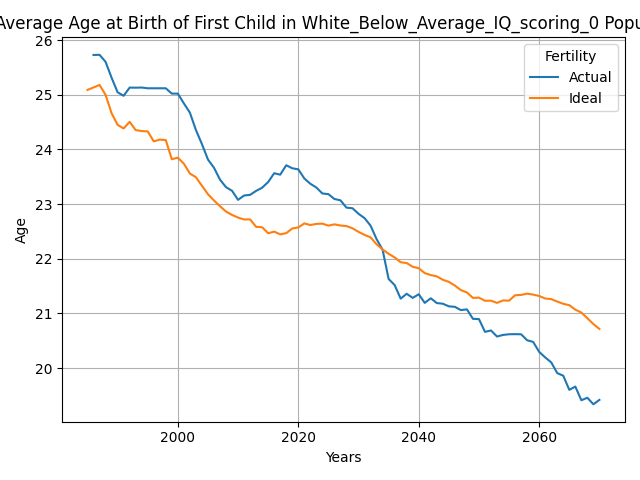 Average Age at Birth of First Child in White_Below_Average_IQ_scoring_0
Fertility
Actual
Ideal
26
25
24
23
22
21
20
Age
2000
2020
2040
2060
Years